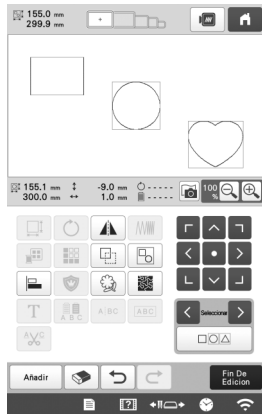 155.0 mm
299.9 mm
155.1 mm
300.0 mm
-9.0 mm
1.0 mm
-----
-----
100 %
T
A B C
A B C
ABC
A
Seleccionar
Añadir
Fin De
Edicion